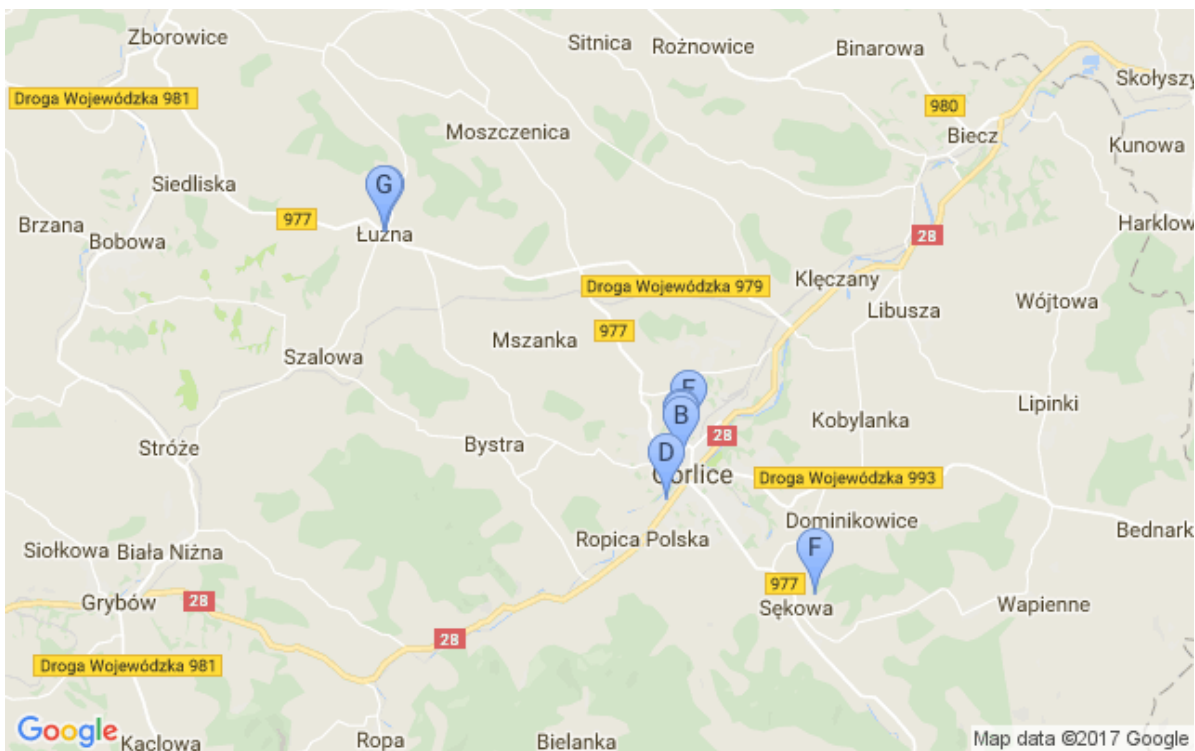 Zborowice
Sitnica
Rożnowice
Binarowa
Skołyszy
Droga Wojewódzka 981
980
Moszczenica
Biecz
Kunowa
Siedliska
G
Brzana
977
Łużna
Harklow
Bobowa
28
Klęczany
Droga Wojewódzka 979
Wójtowa
Libusza
977
Mszanka
Szalowa
E
B
Lipinki
Kobylanka
28
Stróże
Bystra
D
Gorlice
Droga Wojewódzka 993
Dominikowice
Bednark
Ropica Polska
Siołkowa
Biała Niżna
F
977
Grybów
28
Sękowa
Wapienne
28
Droga Wojewódzka 981
Google
Kąclowa
Ropa
Bielanka
Map data ©2017 Google